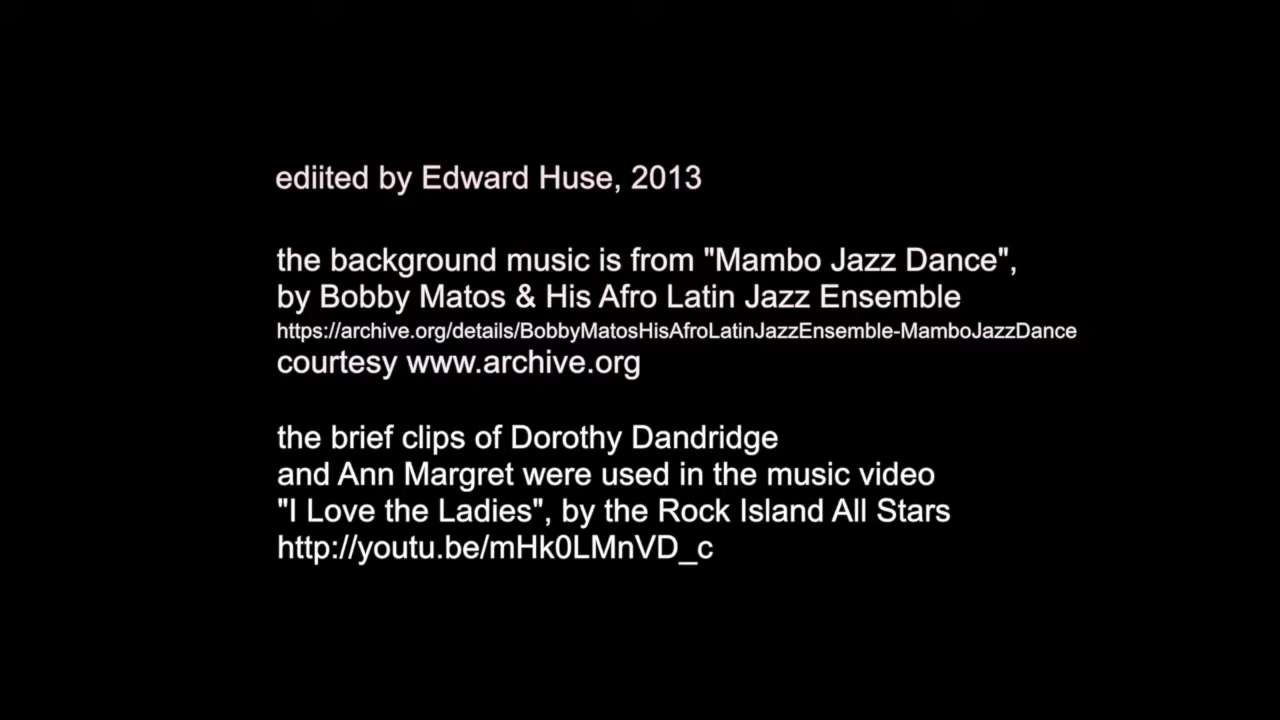 ediited by Edward Huse, 2013
the background music is from "Mambo Jazz Dance",
by Bobby Matos & His Afro Latin Jazz Ensemble
https://archive.org/details/BobbyMatosHisAfroLatinJazzEnsemble-MamboJazzDance
courtesy www.archive.org
the brief clips of Dorothy Dandridge
and Ann Margret were used in the music video
"I Love the Ladies", by the Rock Island All Stars
http://youtu.be/mHk0LMnVD_c